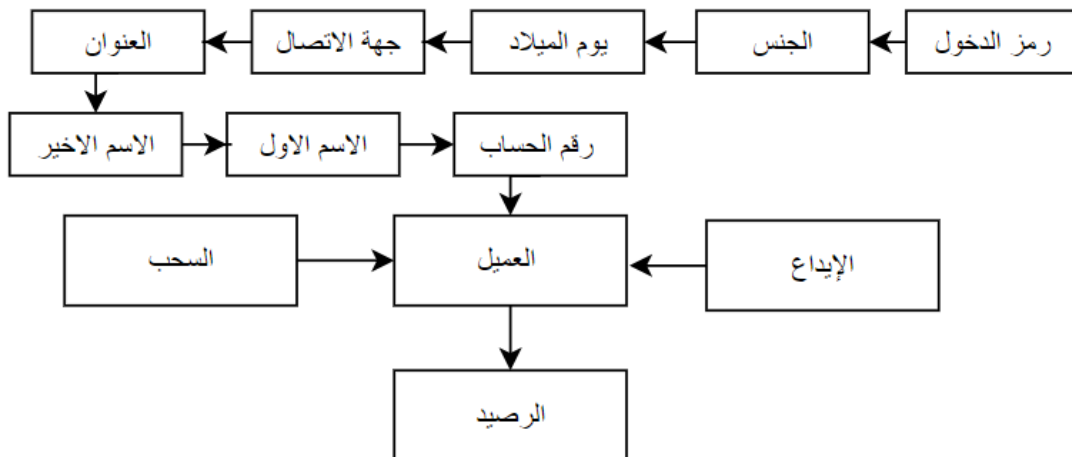 رمز الدخول
الجنس
يوم الميلاد
جهة الاتصال
العنوان
الاسم الاخير
الاسم الاول
رقم الحساب
السحب
العميل
الإيداع
الرصيد